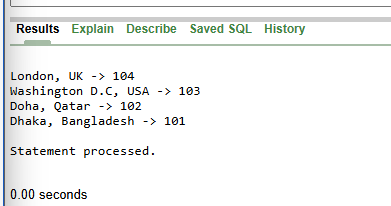 Results Explain Describe Saved SQL History
London, UK -> 104
Washington D.C, USA -> 103
Doha, Qatar -> 102
Dhaka, Bangladesh -> 101
Statement processed.
0.00 seconds